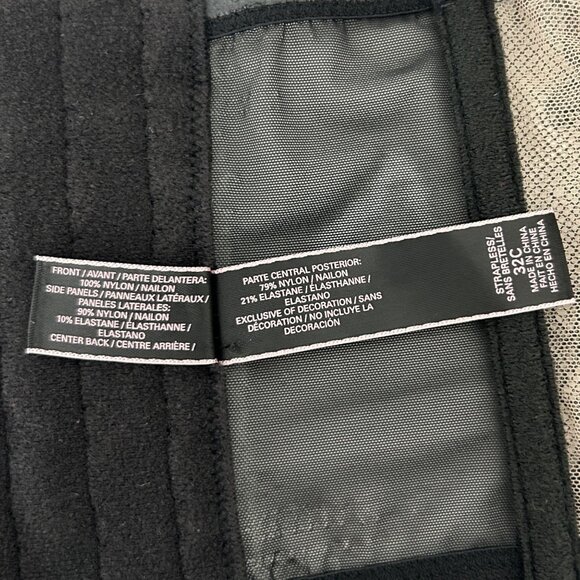 FRONT / AVANT / PARTE DELANTERA:
100% NYLON / NAILON
SIDE PANELS / PANNEAUX LATÉRAUX /
PANELES LATERALES:
90% NYLON / NAILON
10% ELASTANE / ÉLASTHANNE /
ELASTANO
CENTER BACK / CENTRE ARRIÈRE /
PARTE CENTRAL POSTERIOR:
79% NYLON / NAILON
21% ELASTANE / ÉLASTHANNE /
ELASTANO
EXCLUSIVE OF DECORATION / SANS
DÉCORATION / NO INCLUYE LA
DECORACIÓN
STRAPLESS/
SANS BRETELLES
32C
MADE IN CHINA
FAIT EN CHINE
HECHO EN CHINA